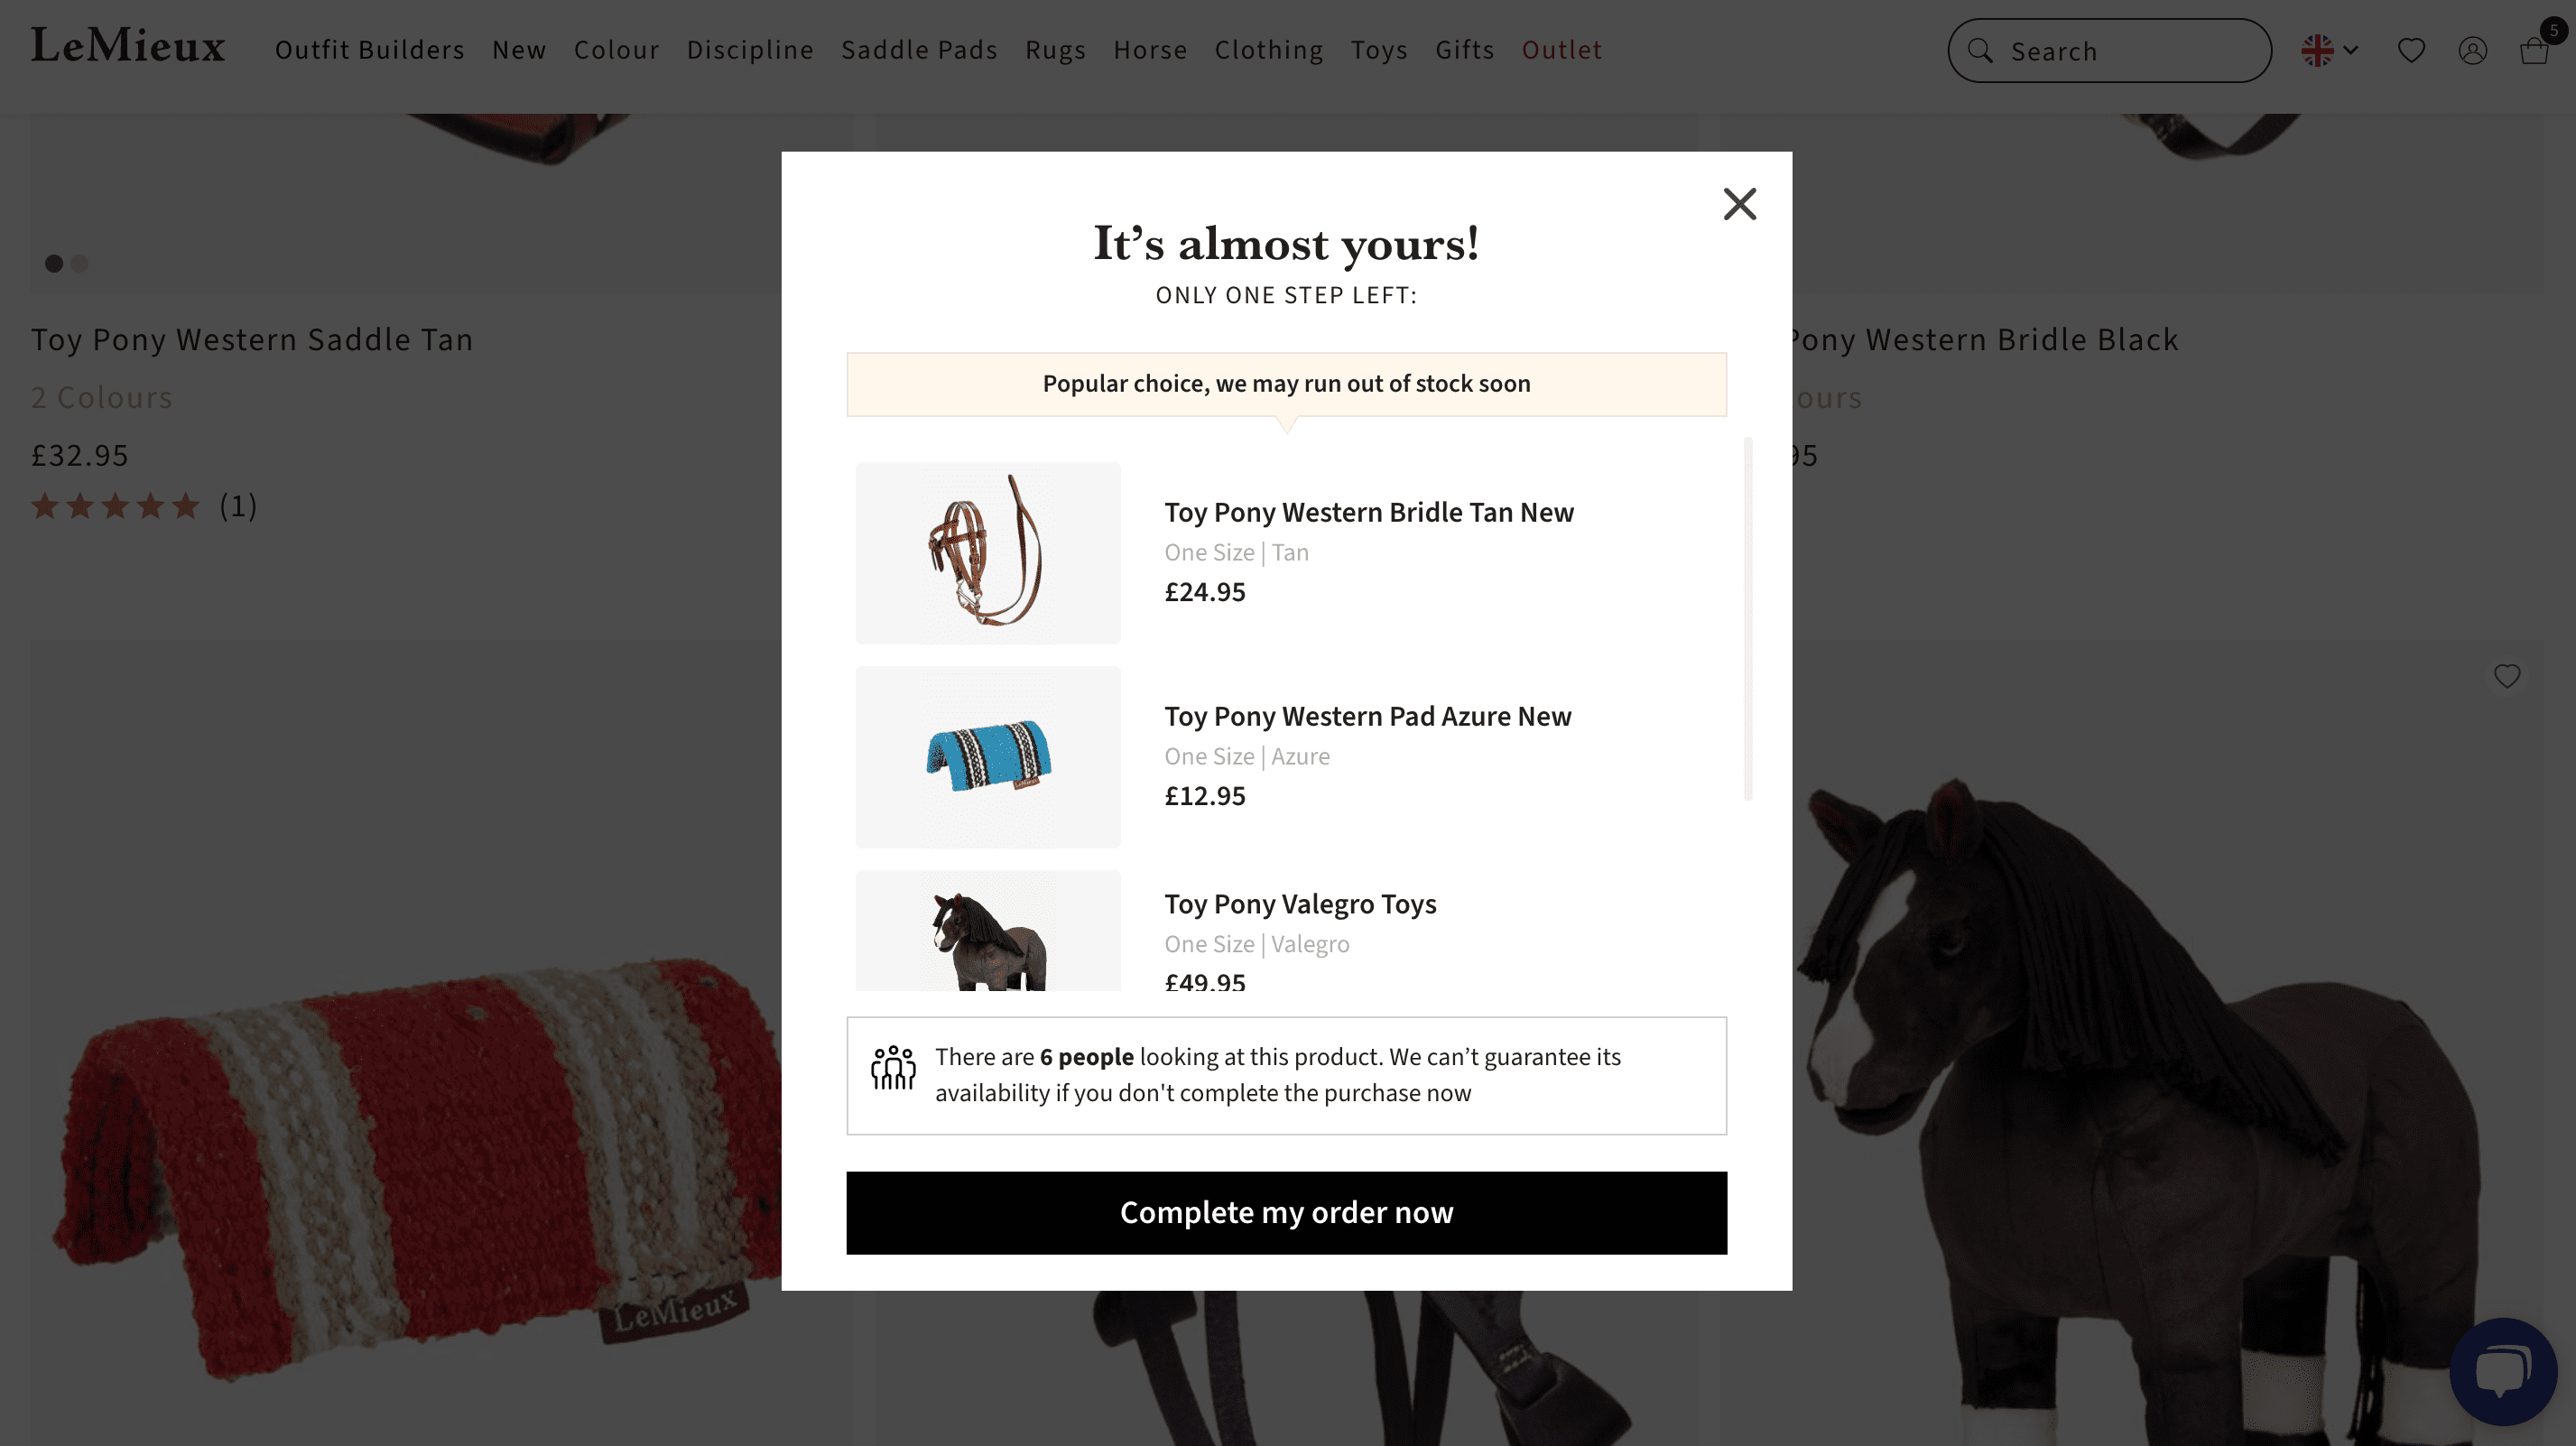 LeMieux
Outfit Builders New Colour Discipline Saddle Pads Rugs Horse Clothing Toys Gifts Outlet
Search
5
Toy Pony Western Saddle Tan
2 Colours
£32.95
(1)
Pony Western Bridle Black
ours
95
It’s almost yours!
ONLY ONE STEP LEFT:
Popular choice, we may run out of stock soon
Toy Pony Western Bridle Tan New
One Size | Tan
£24.95
Toy Pony Western Pad Azure New
One Size | Azure
£12.95
Toy Pony Valegro Toys
One Size | Valegro
£49.95
There are 6 people looking at this product. We can’t guarantee its
availability if you don't complete the purchase now
Complete my order now
LeMieux